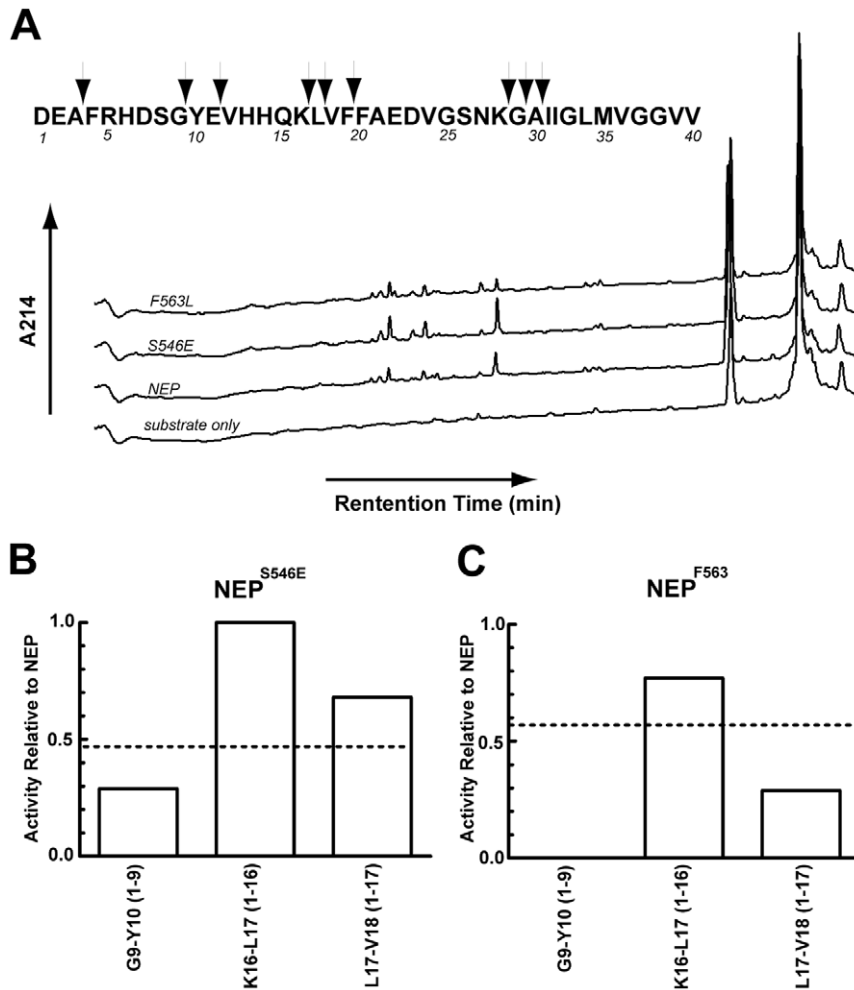 A
DEAFRHDSGYEVHHQKLVFFAEDVGSNKGAIIGLMVGGVV
1 5 10 15 20 25 30 35 40
A214
F563L
S546E
NEP
substrate only
Rentention Time (min)
B
NEP^S546E
Activity Relative to NEP
1.0
0.5
0.0
G9-Y10 (1-9)
K16-L17 (1-16)
L17-V18 (1-17)
C
NEP^F563
Activity Relative to NEP
1.0
0.5
0.0
G9-Y10 (1-9)
K16-L17 (1-16)
L17-V18 (1-17)